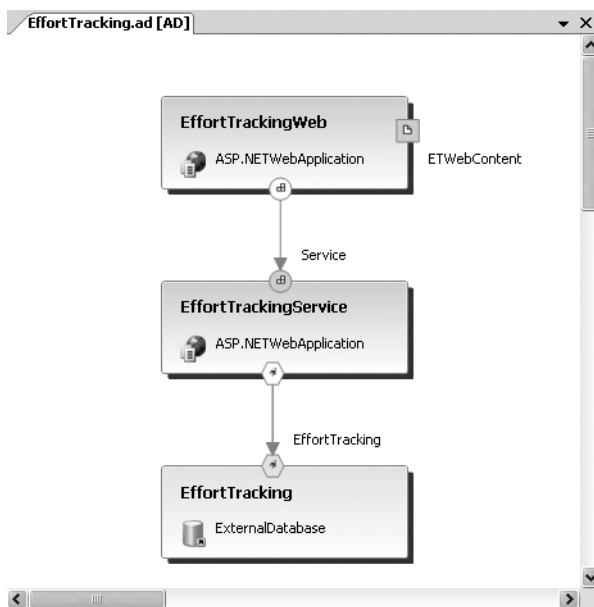 EffortTracking.ad [AD]
EffortTrackingWeb
ASP.NETWebApplication
ETWebContent
Service
EffortTrackingService
ASP.NETWebApplication
EffortTracking
EffortTracking
ExternalDatabase